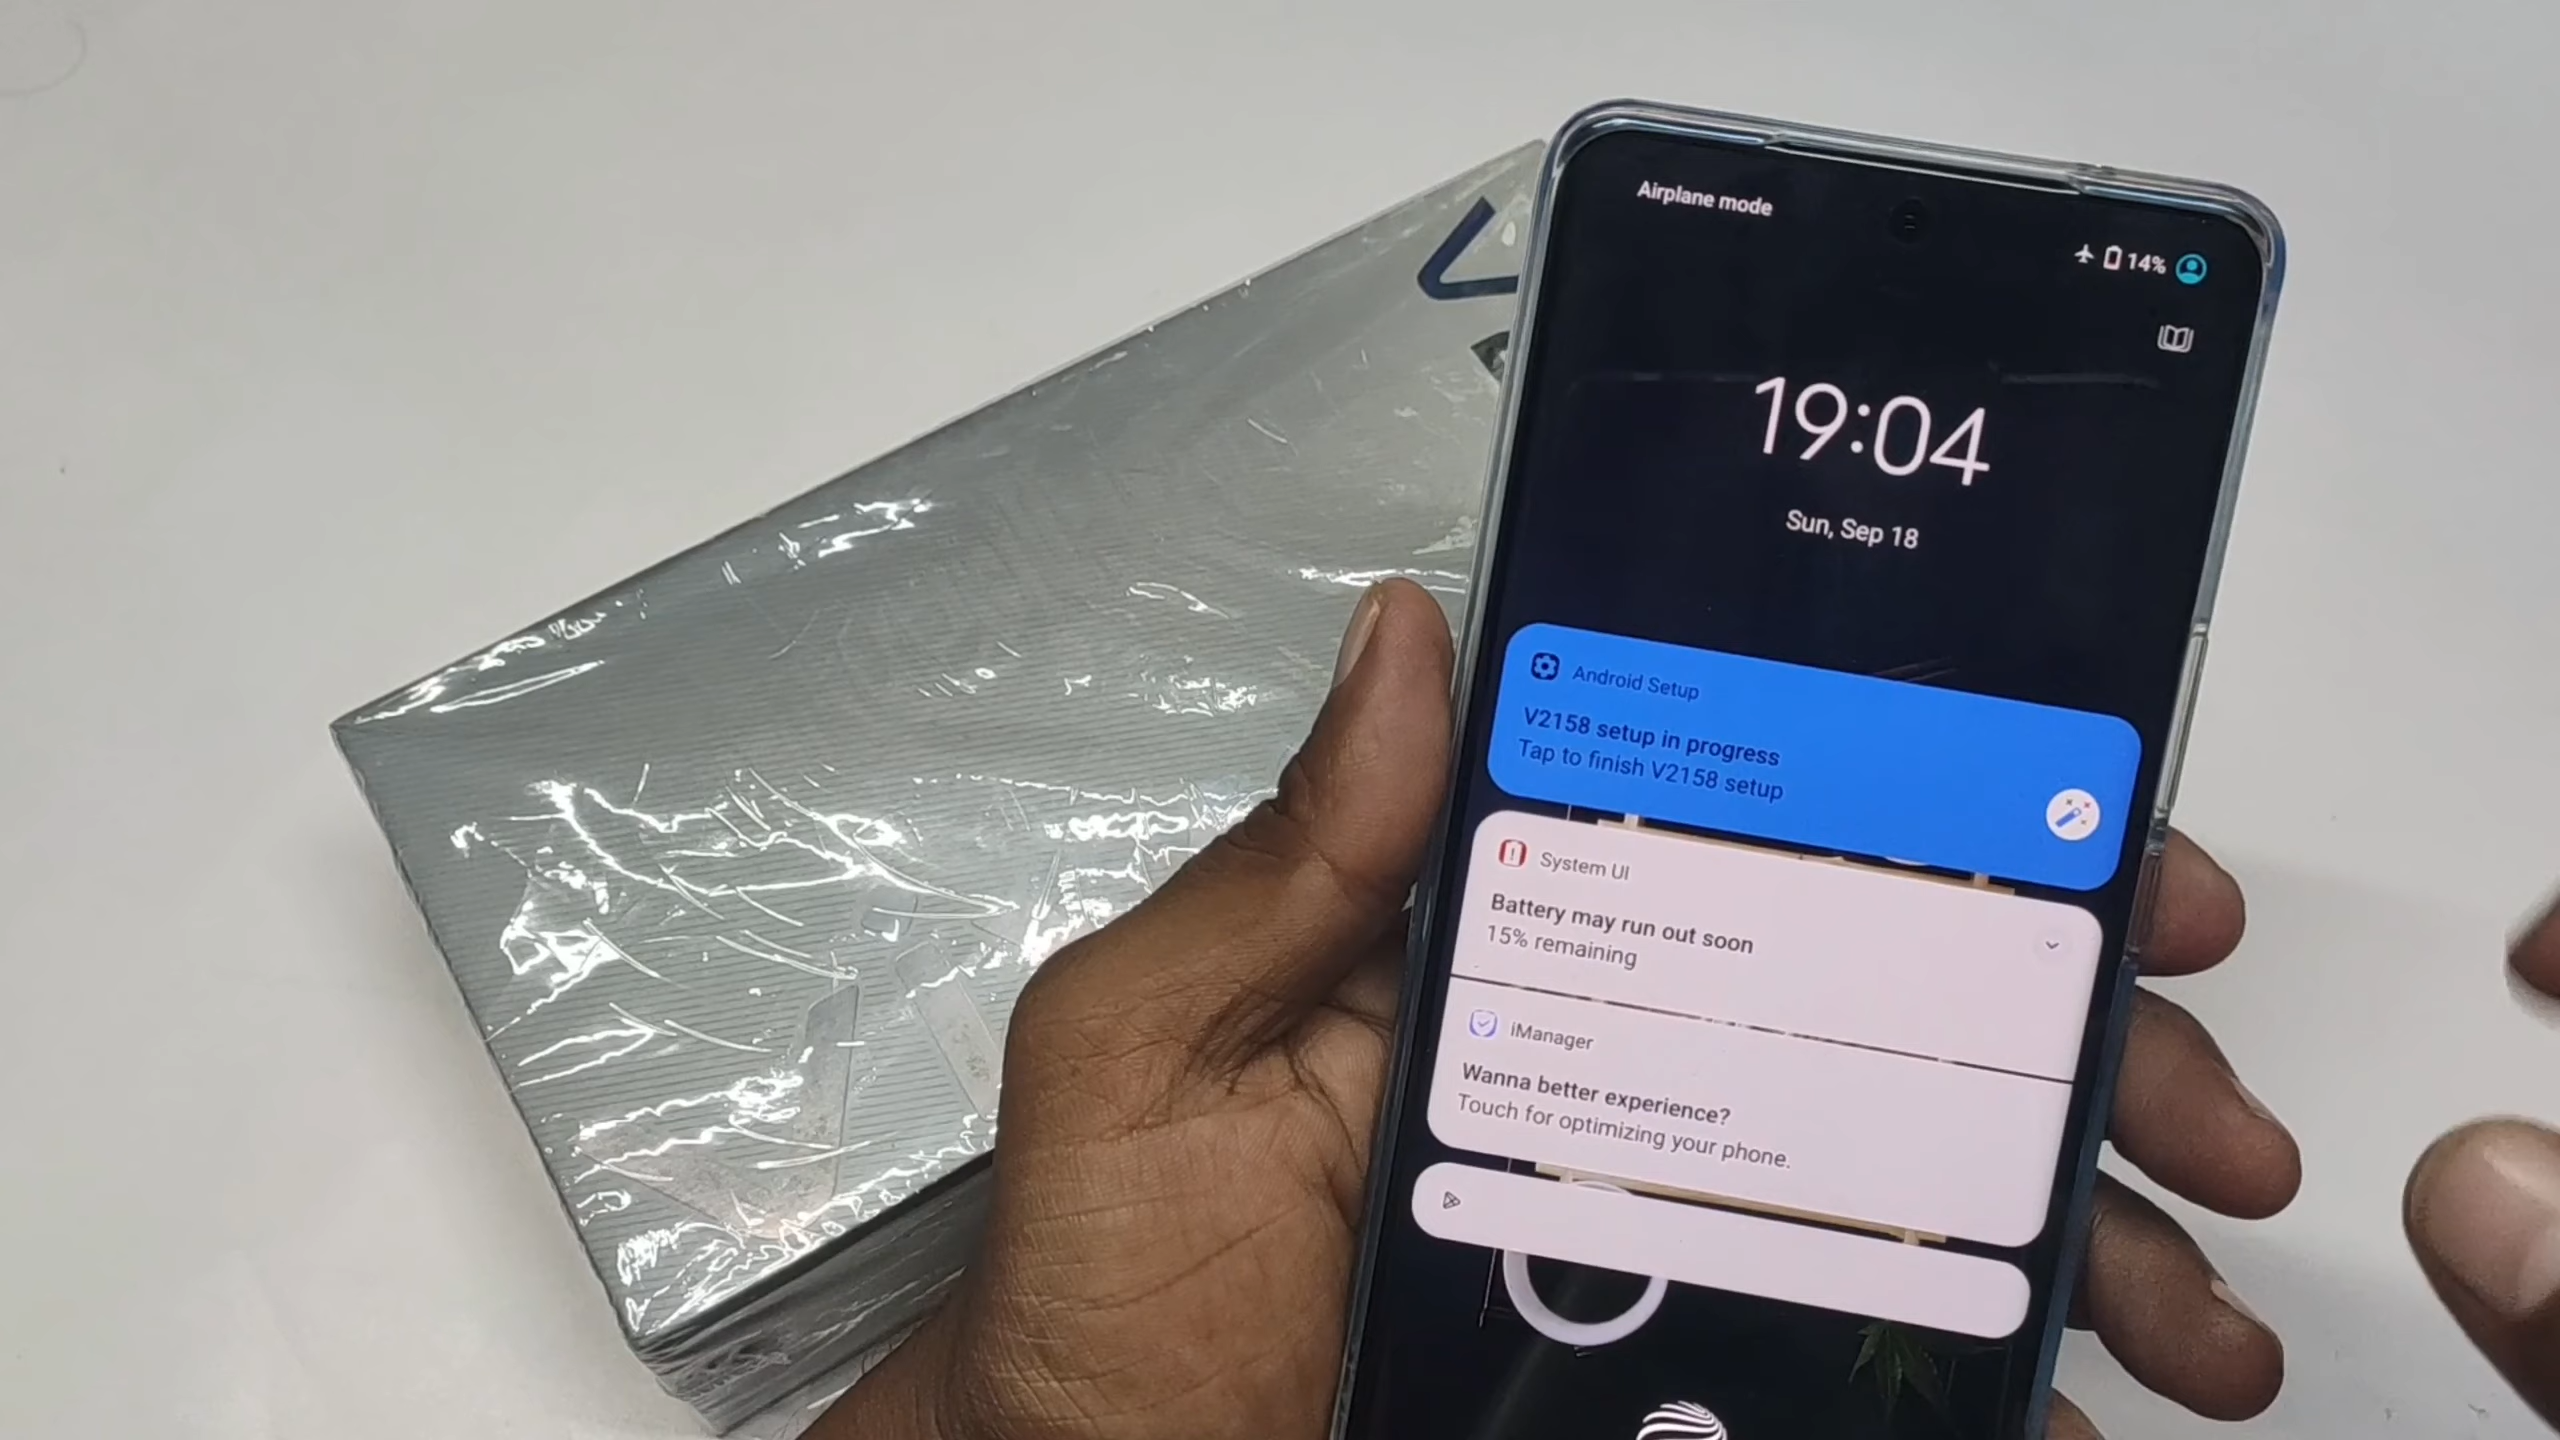 Airplane mode
14%
19:04
Sun, Sep 18
Android Setup
V2158 setup in progress
Tap to finish V2158 setup
System UI
Battery may run out soon
15% remaining
iManager
Wanna better experience?
Touch for optimizing your phone.